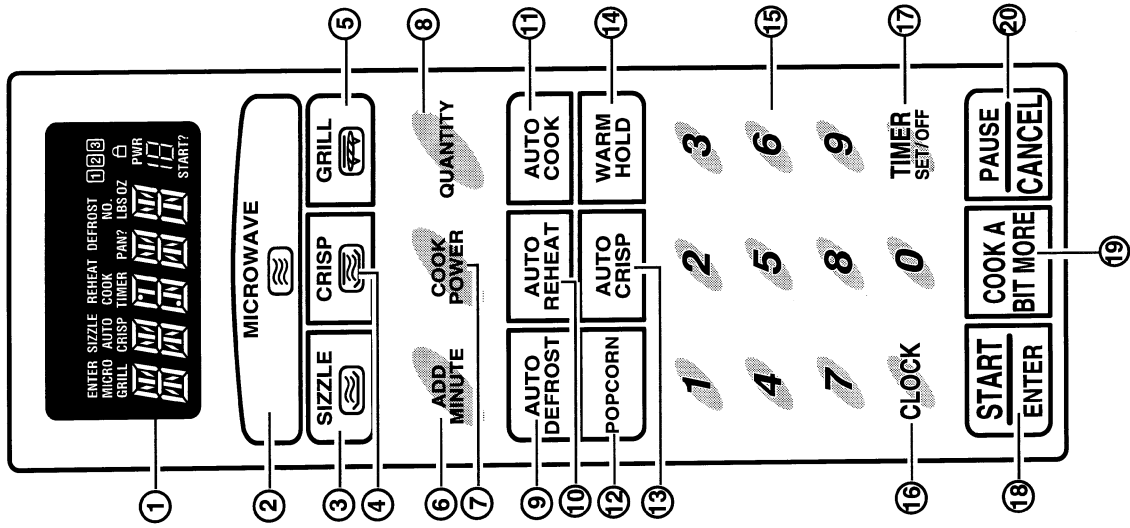 5
8
11
14
15
17
20
ENTER SIZZLE REHEAT DEFROST 1 2 3
MICRO AUTO COOK NO.
GRILL CRISP TIMER PAN? LBS OZ PWR
10
START?
MICROWAVE
SIZZLE CRISP GRILL
ADD MINUTE
COOK POWER
QUANTITY
AUTO DEFROST
AUTO REHEAT
AUTO COOK
POPCORN
AUTO CRISP
WARM HOLD
1 2 3
4 5 6
7 8 9
CLOCK
0
TIMER
SET/OFF
START
ENTER
COOK A
BIT MORE
PAUSE
CANCEL
1
2
3
4
6
7
9
10
12
13
16
18
19